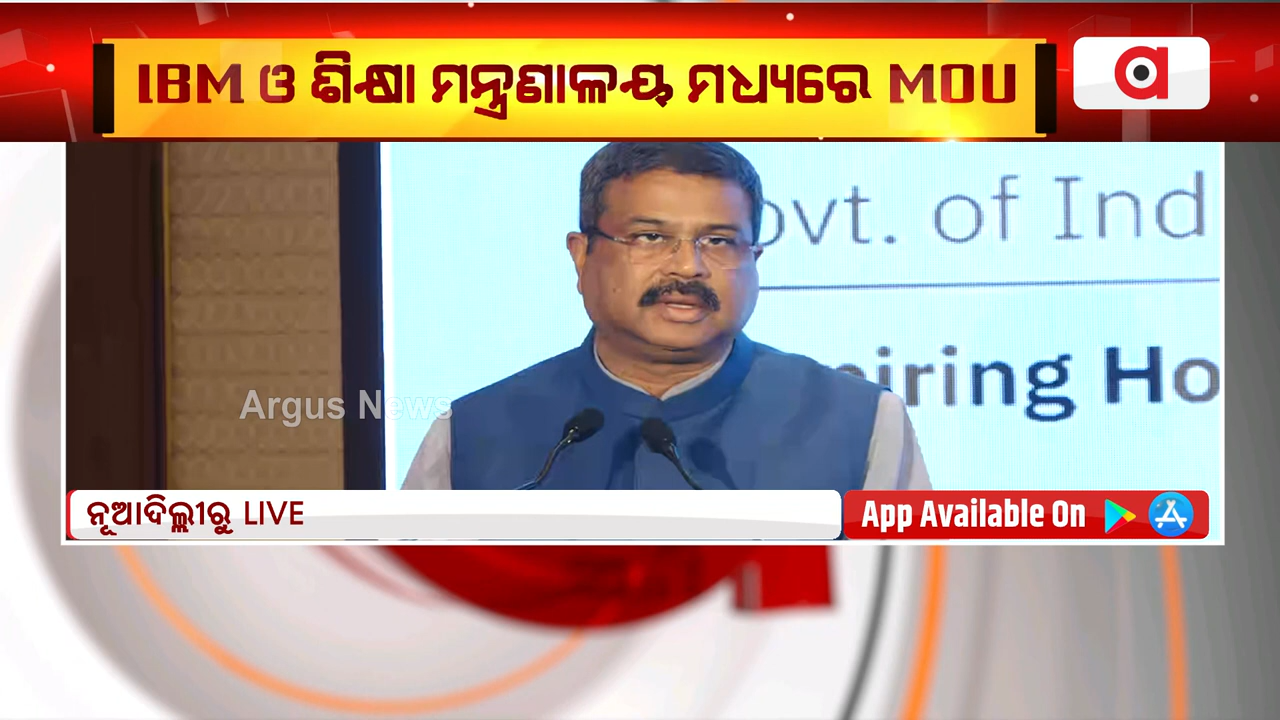 IBM ଓ ଶିକ୍ଷା ମନ୍ତ୍ରଣାଳୟ ମଧ୍ୟରେ MOU
a
ovt. of Ind
iring Ho
Argus News
ନୂଆଦିଲ୍ଲୀରୁ LIVE
App Available On